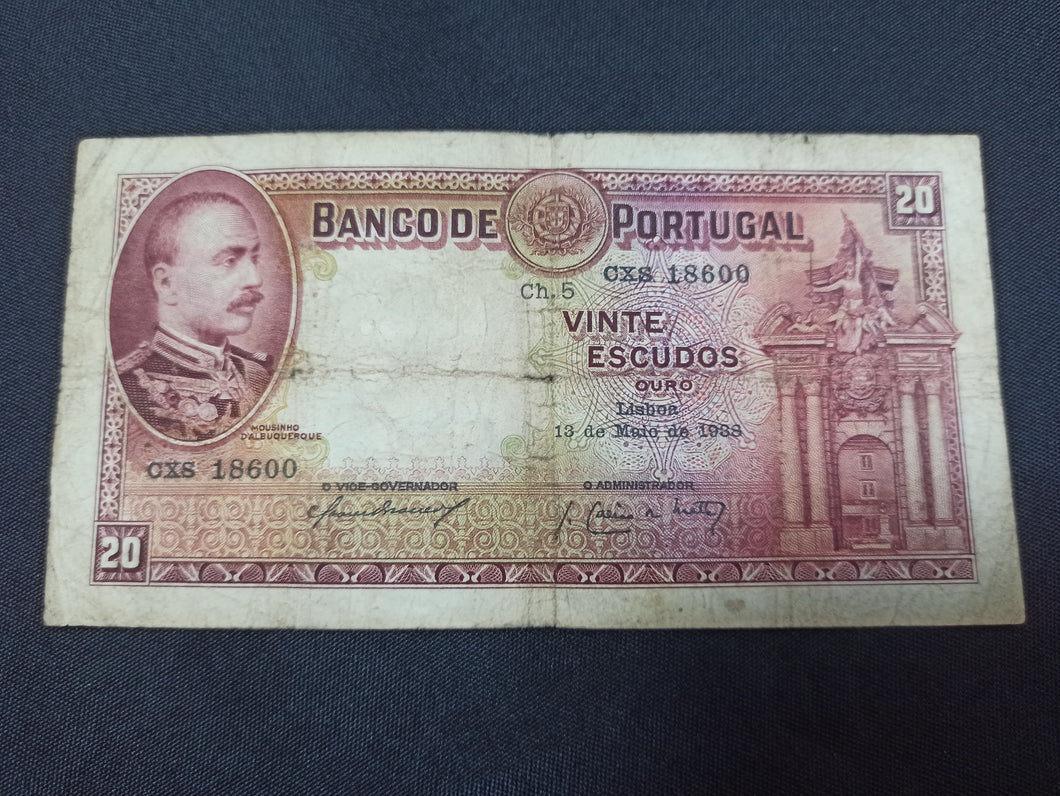 BANCO DE PORTUGAL
20
CXS 18600
Ch. 5
VINTE
ESCUDOS
OURO
Lisboa
13 de Maio de 1938
MOUSINHO
D'ALBUQUERQUE
CXS 18600
O VICE-GOVERNADOR
O ADMINISTRADOR
20